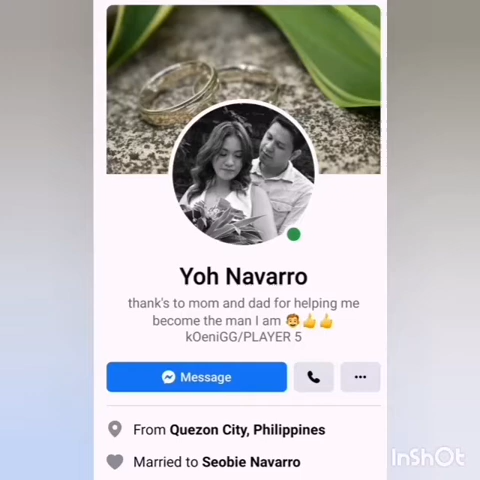 Yoh Navarro
thank's to mom and dad for helping me
become the man I am 🧔👍👍
kOeniGG/PLAYER 5
Message
From Quezon City, Philippines
Married to Seobie Navarro
InShOt